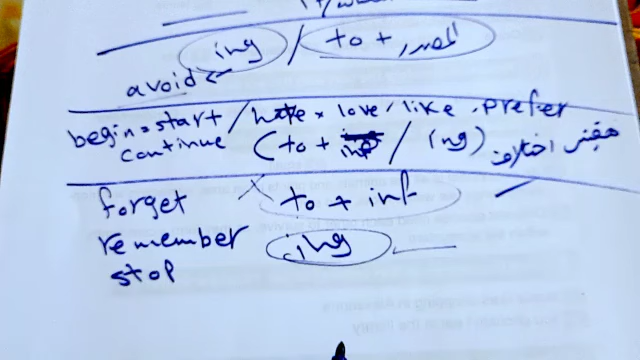 ing / to + المصدر
avoid
begin = start / hate × love / like . prefer
continue (to + inf / ing) مفيش اختلاف
forget to + inf
remember ing
stop